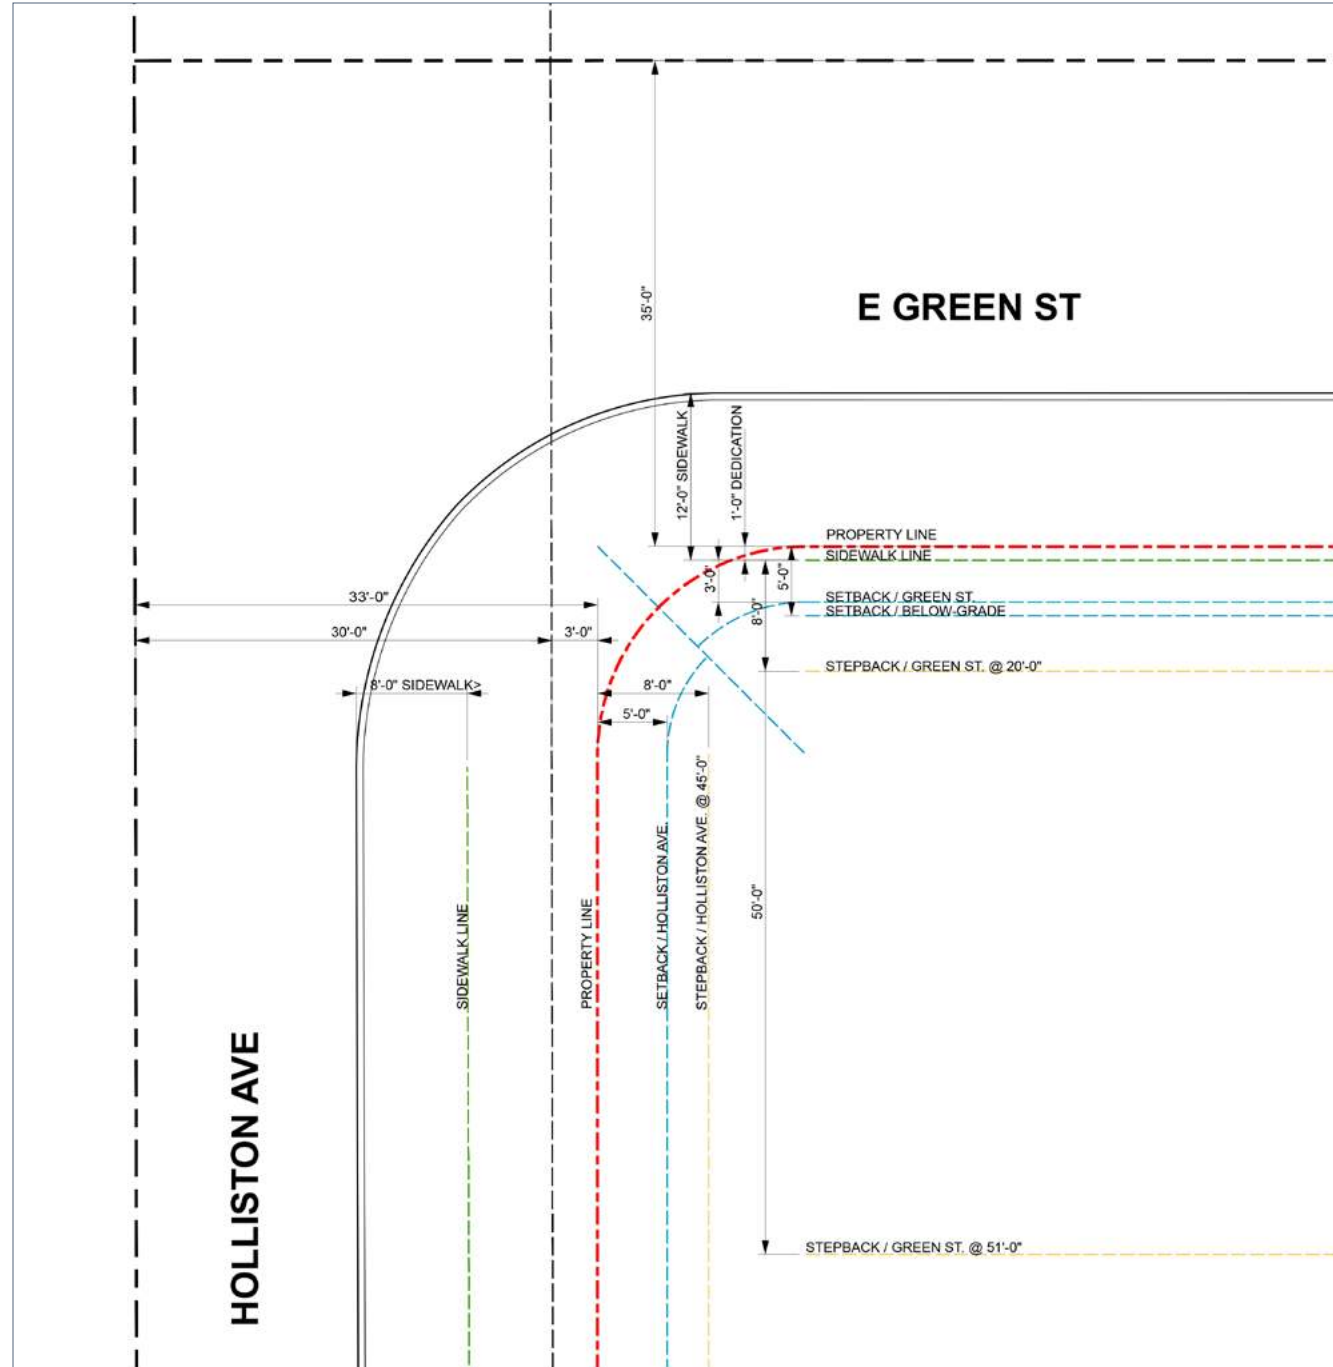 35'-0"
E GREEN ST
12'-0" SIDEWALK
1'-0" DEDICATION
PROPERTY LINE
SIDEWALK LINE
3'-0"
5'-0"
8'-0"
SETBACK / GREEN ST.
SETBACK / BELOW-GRADE
33'-0"
30'-0"
3'-0"
STEPBACK / GREEN ST. @ 20'-0"
8'-0" SIDEWALK>
8'-0"
5'-0"
SIDEWALK LINE
PROPERTY LINE
SETBACK / HOLLISTON AVE.
STEPBACK / HOLLISTON AVE. @ 45'-0"
50'-0"
HOLLISTON AVE
STEPBACK / GREEN ST. @ 51'-0"